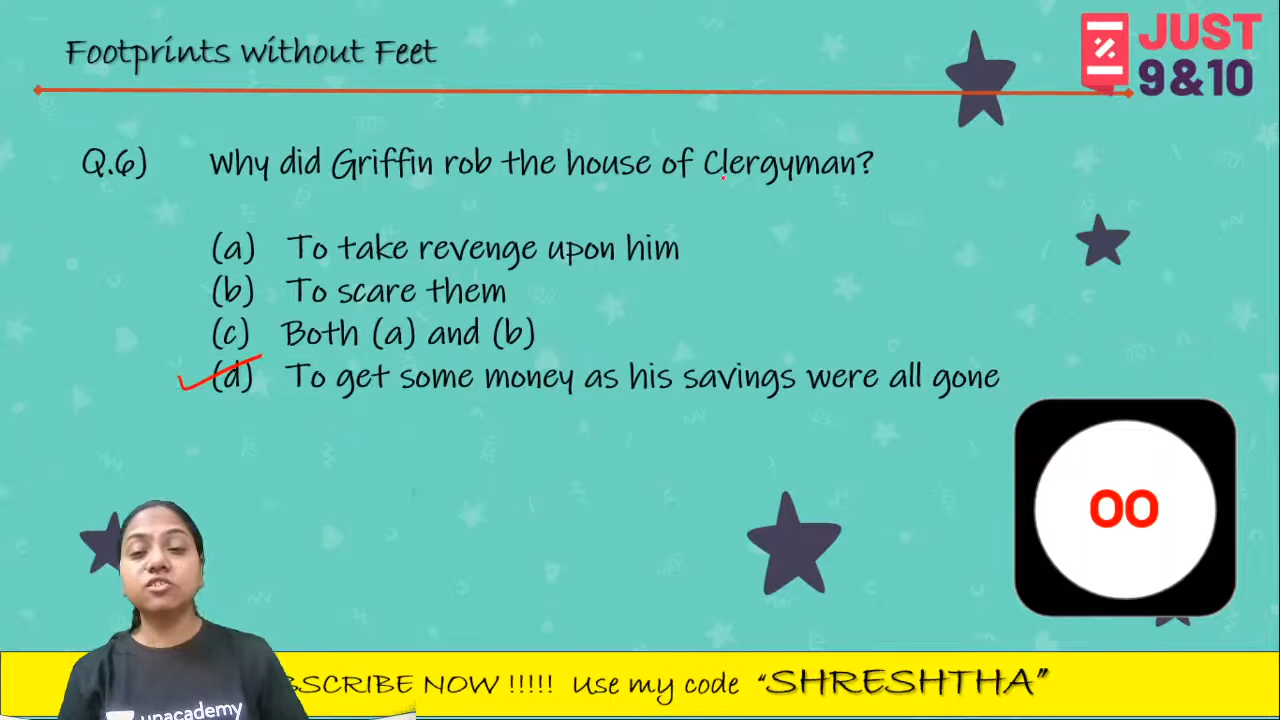 Footprints without Feet
JUST
9&10
Q.6) Why did Griffin rob the house of Clergyman?
(a) To take revenge upon him
(b) To scare them
(c) Both (a) and (b)
(d) To get some money as his savings were all gone
00
NOW !!!!! Use my code “SHRESHTHA”
unacademy